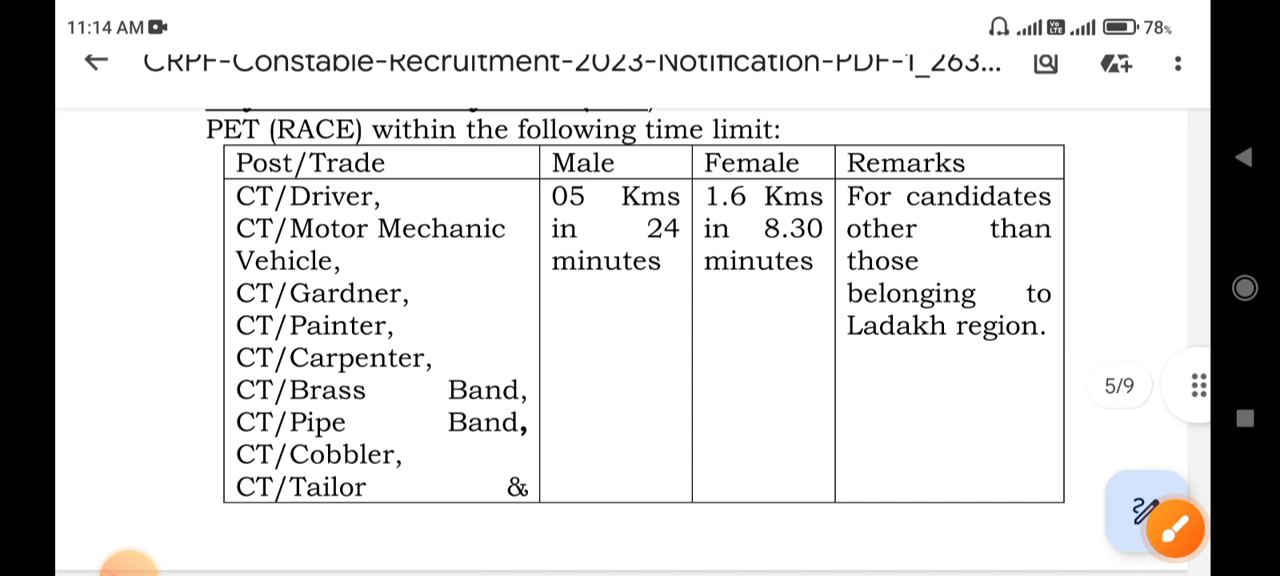 11:14 AM
78%
CRPF-Constable-Recruitment-2023-Notification-PDF-1_263...
PET (RACE) within the following time limit:
Post/Trade Male Female Remarks
CT/Driver, 05 Kms 1.6 Kms For candidates
CT/Motor Mechanic in 24 in 8.30 other than
Vehicle, minutes minutes those
CT/Gardner, belonging to
CT/Painter, Ladakh region.
CT/Carpenter,
CT/Brass Band,
CT/Pipe Band,
CT/Cobbler,
CT/Tailor &
5/9